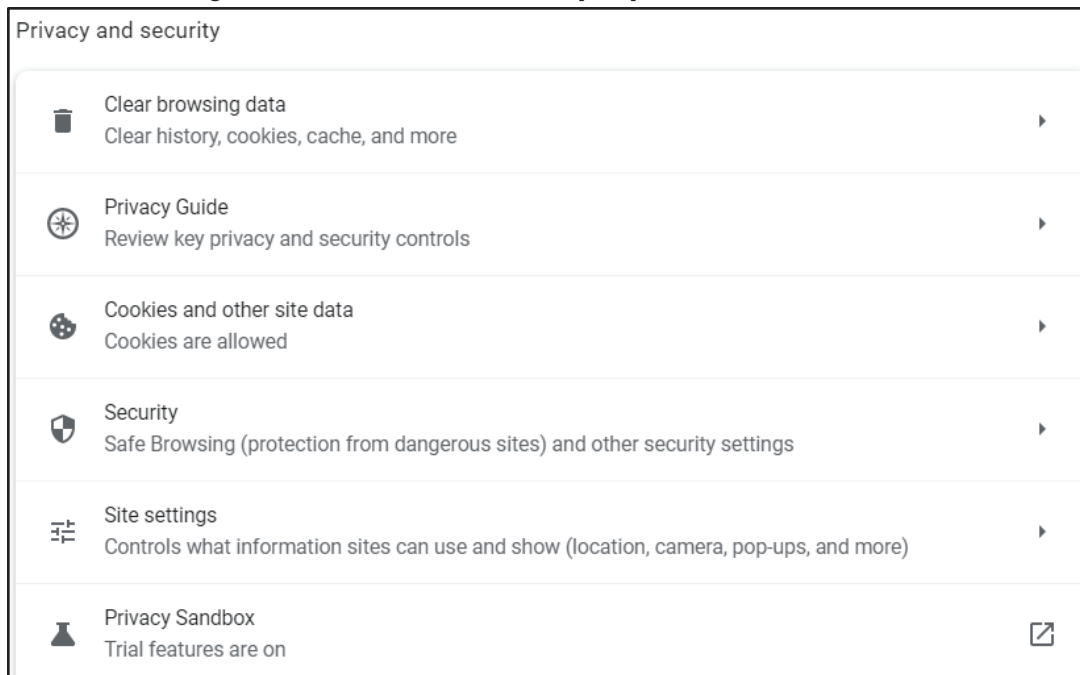 Privacy and security
Clear browsing data
Clear history, cookies, cache, and more
Privacy Guide
Review key privacy and security controls
Cookies and other site data
Cookies are allowed
Security
Safe Browsing (protection from dangerous sites) and other security settings
Site settings
Controls what information sites can use and show (location, camera, pop-ups, and more)
Privacy Sandbox
Trial features are on